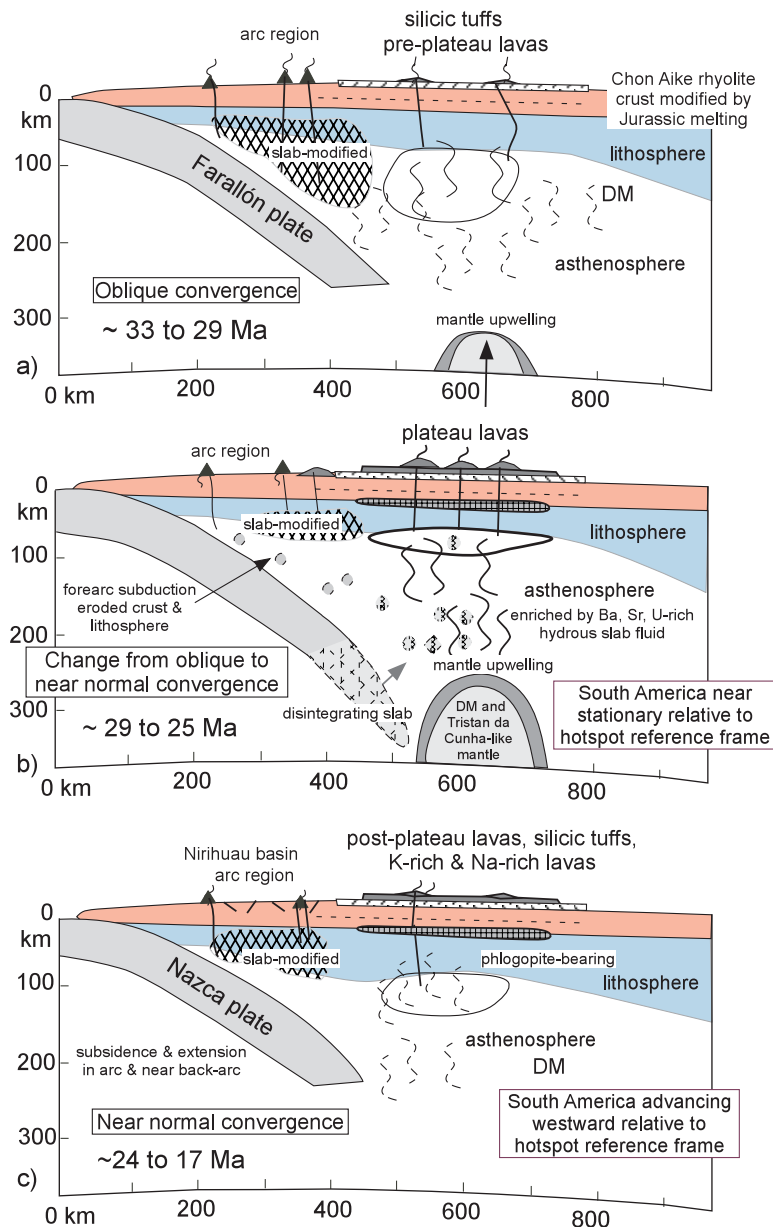 silicic tuffs
pre-plateau lavas
arc region
Chon Aike rhyolite
crust modified by
Jurassic melting
0
km
100
200
300
slab-modified
lithosphere
Farallón plate
DM
asthenosphere
Oblique convergence
~ 33 to 29 Ma
mantle upwelling
a)
0 km
200
400
600
800
plateau lavas
arc region
0
km
100
200
300
slab-modified
lithosphere
forearc subduction
eroded crust &
lithosphere
asthenosphere
enriched by Ba, Sr, U-rich
hydrous slab fluid
Change from oblique to
near normal convergence
mantle upwelling
disintegrating slab
~ 29 to 25 Ma
DM and
Tristan da
Cunha-like
mantle
South America near
stationary relative to
hotspot reference frame
b)
0 km
200
400
600
800
post-plateau lavas, silicic tuffs,
K-rich & Na-rich lavas
Nirihuau basin
arc region
0
km
100
200
300
slab-modified
phlogopite-bearing
lithosphere
Nazca plate
asthenosphere
DM
subsidence & extension
in arc & near back-arc
Near normal convergence
~24 to 17 Ma
South America advancing
westward relative to
hotspot reference frame
c)
0 km
200
400
600
800